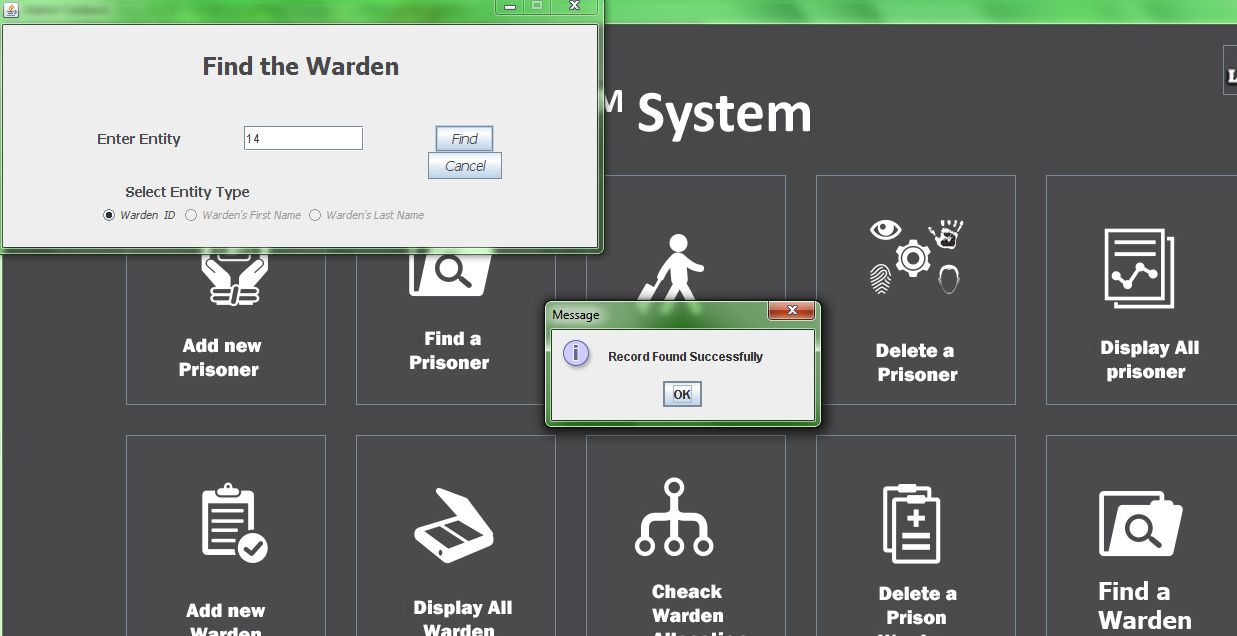 Find the Warden
Enter Entity
14
Find
Cancel
Select Entity Type
Warden ID
Warden's First Name
Warden's Last Name
M System
Add new
Prisoner
Find a
Prisoner
Delete a
Prisoner
Display All
prisoner
Message
i
Record Found Successfully
OK
Add new
Warden
Display All
Warden
Cheack
Warden
Allocation
Delete a
Prison
Find a
Warden